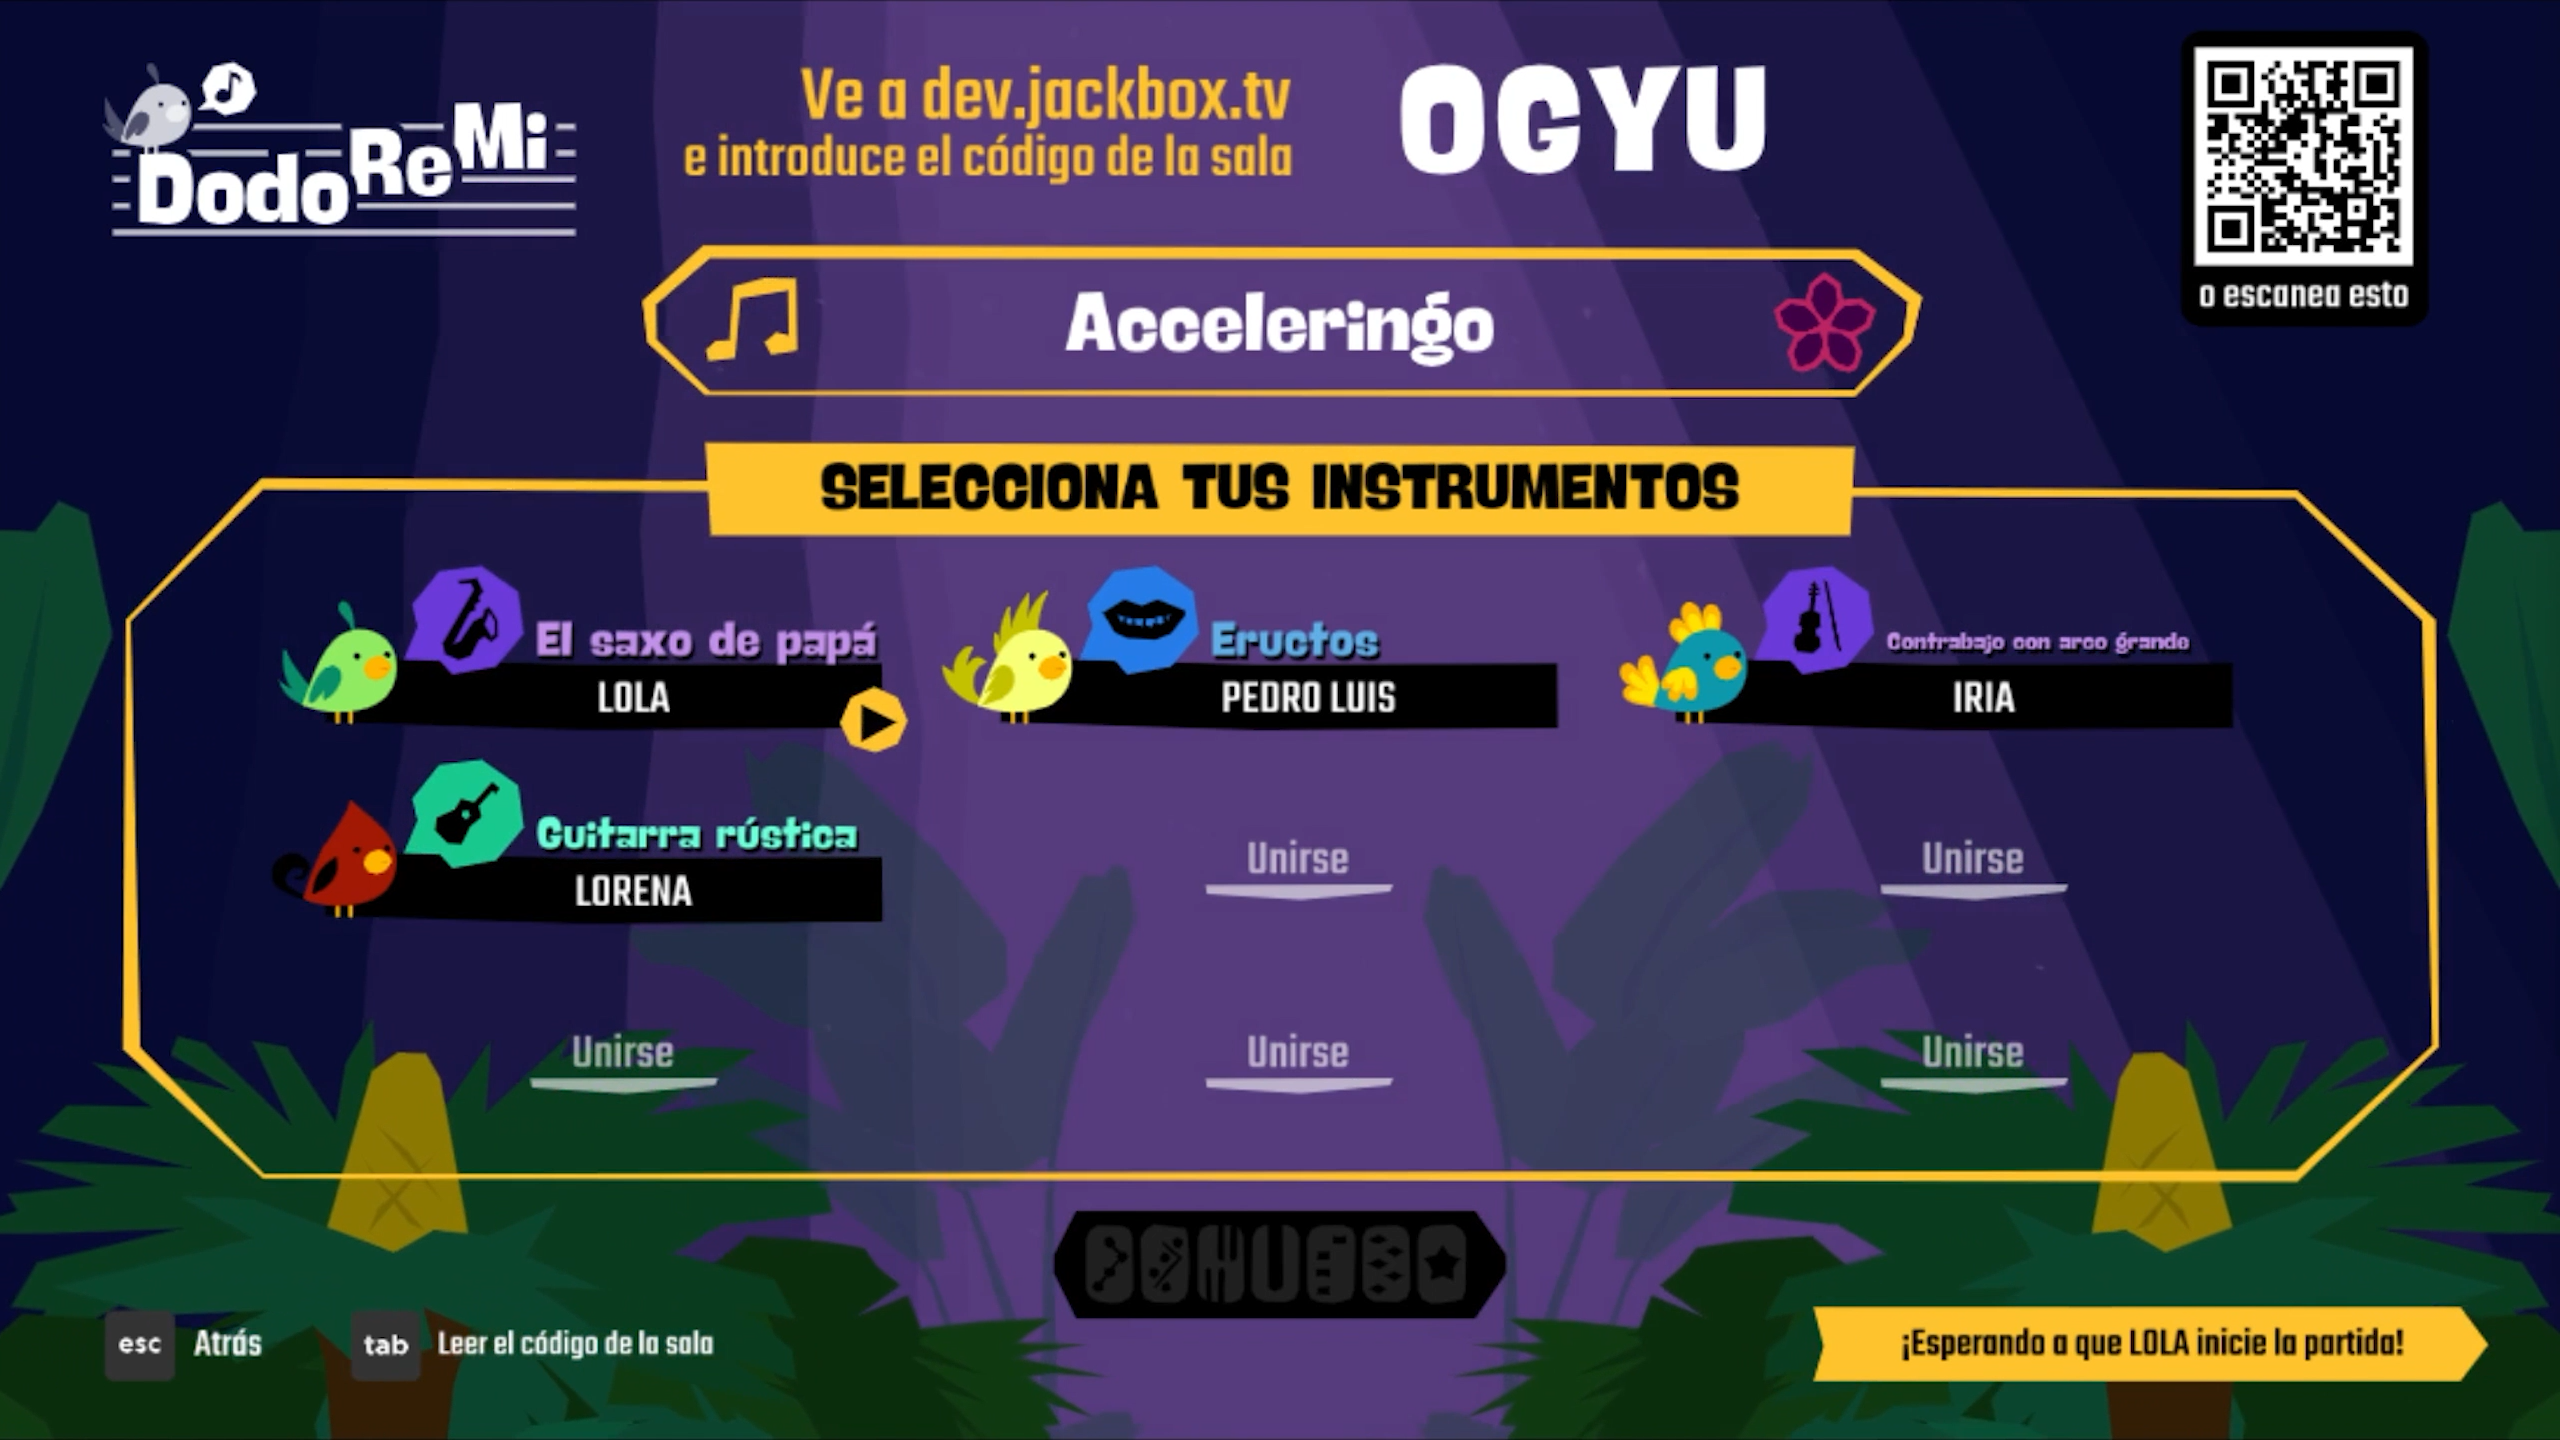 DodoReMi
Ve a dev.jackbox.tv
e introduce el código de la sala
OGYU
o escanea esto
Acceleringo
SELECCIONA TUS INSTRUMENTOS
El saxo de papá
LOLA
Eructos
PEDRO LUIS
Contrabajo con arco grande
IRIA
Guitarra rústica
LORENA
Unirse
Unirse
Unirse
Unirse
Unirse
esc Atrás
tab Leer el código de la sala
¡Esperando a que LOLA inicie la partida!